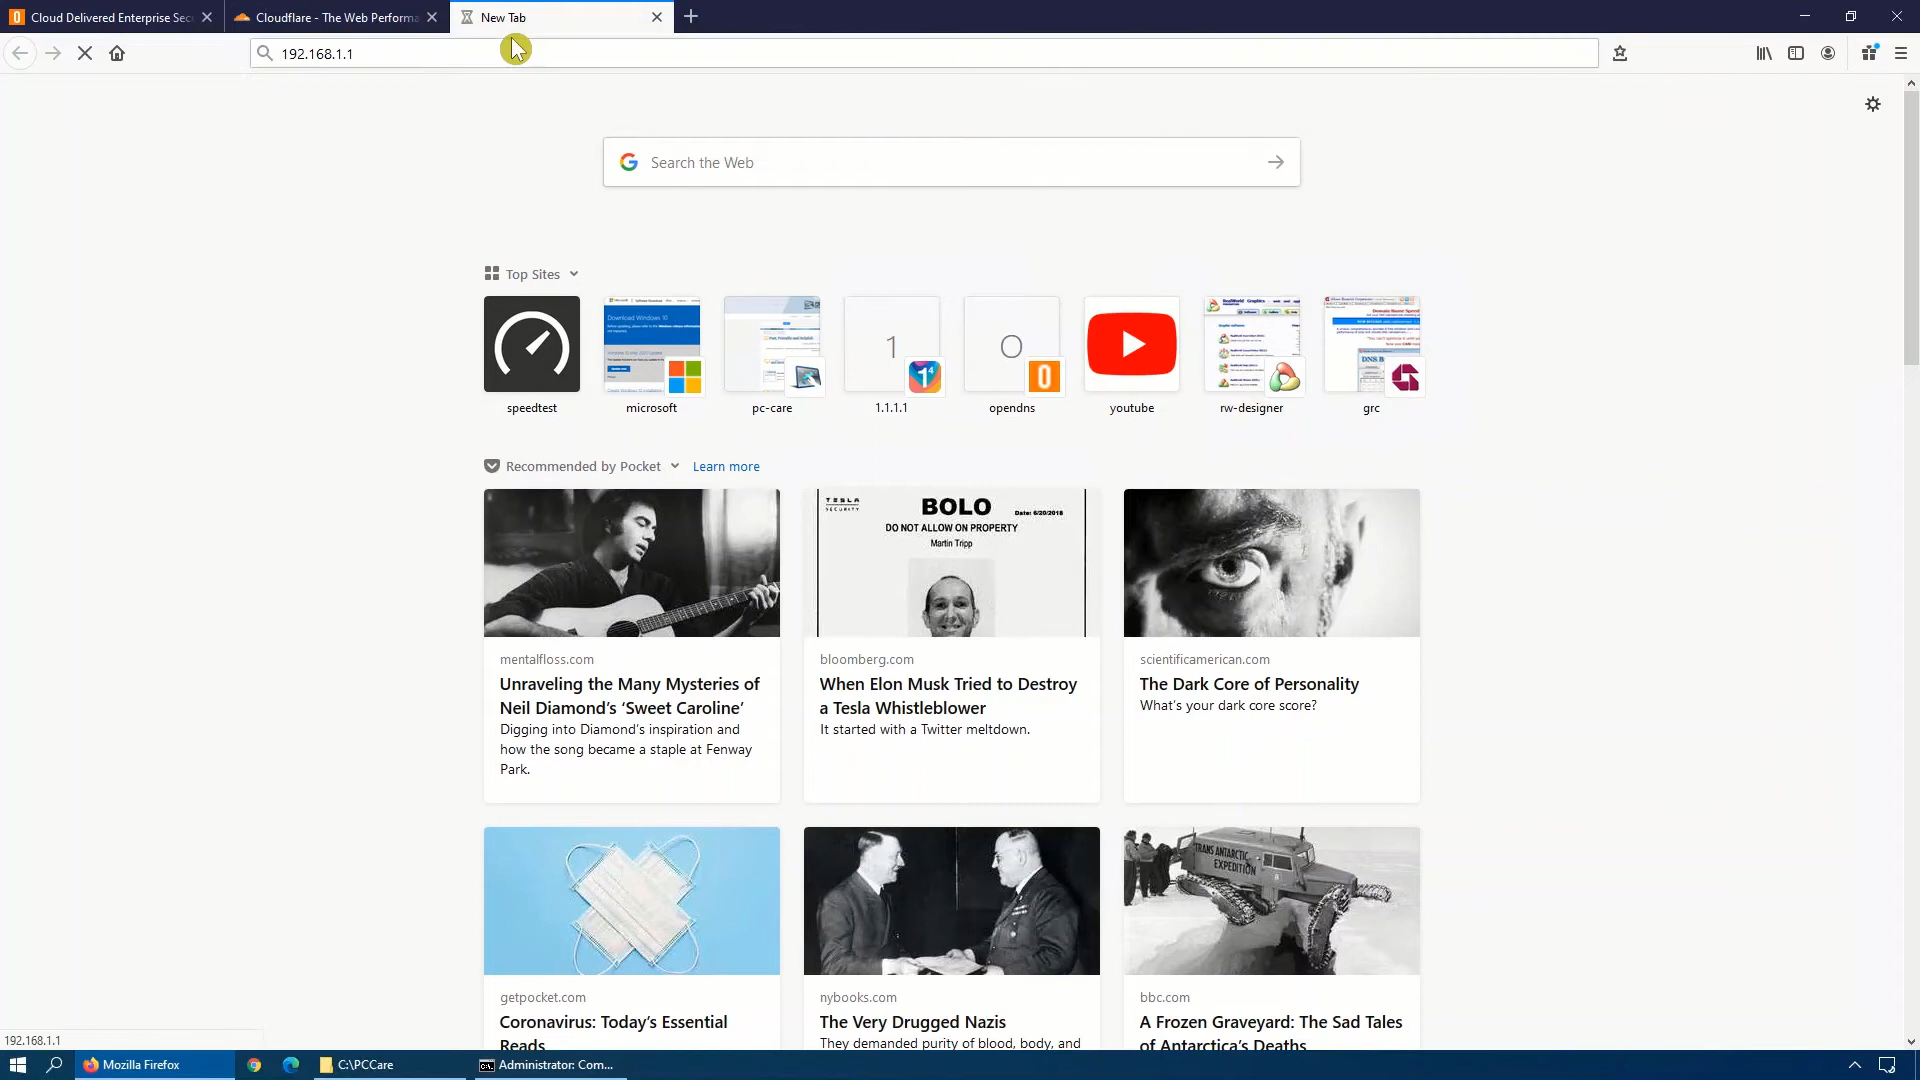 Cloud Delivered Enterprise Sec
Cloudflare - The Web Performa
New Tab
192.168.1.1
Search the Web
Top Sites
speedtest
microsoft
pc-care
1
1.1.1.1
O
opendns
youtube
rw-designer
grc
Recommended by Pocket
Learn more
TESLA
SECURITY
BOLO
Date: 6/20/2018
DO NOT ALLOW ON PROPERTY
Martin Tripp
mentalfloss.com
Unraveling the Many Mysteries of
Neil Diamond’s ‘Sweet Caroline’
Digging into Diamond’s inspiration and
how the song became a staple at Fenway
Park.
bloomberg.com
When Elon Musk Tried to Destroy
a Tesla Whistleblower
It started with a Twitter meltdown.
scientificamerican.com
The Dark Core of Personality
What’s your dark core score?
TRANS ANTARCTIC
EXPEDITION
getpocket.com
Coronavirus: Today’s Essential
Reads
nybooks.com
The Very Drugged Nazis
They demanded purity of blood, body, and
bbc.com
A Frozen Graveyard: The Sad Tales
of Antarctica’s Deaths
192.168.1.1
Mozilla Firefox
C:\PCCare
Administrator: Com...